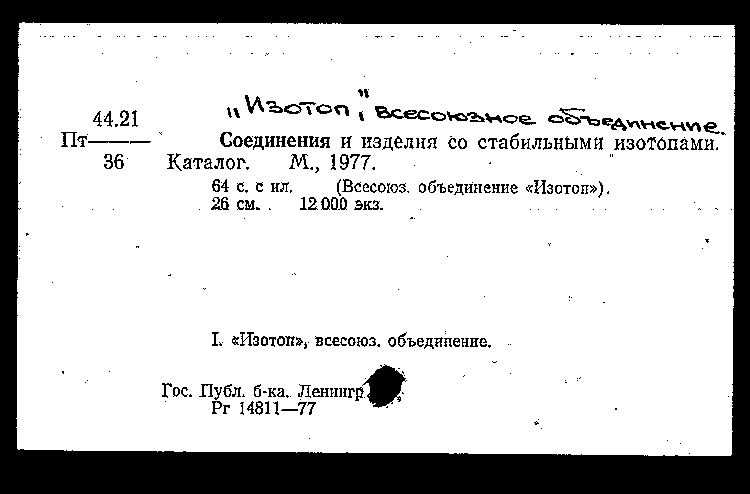 „Изотоп", всесоюзное объединение.
44.21
Пт———
36
Соединения и изделия со стабильными изотопами.
Каталог. М., 1977.
64 с. с ил. (Всесоюз. объединение «Изотоп»).
26 см. 12 000 экз.
I. «Изотоп», всесоюз. объединение.
Гос. Публ. б-ка. Ленингр.
Рг 14811—77